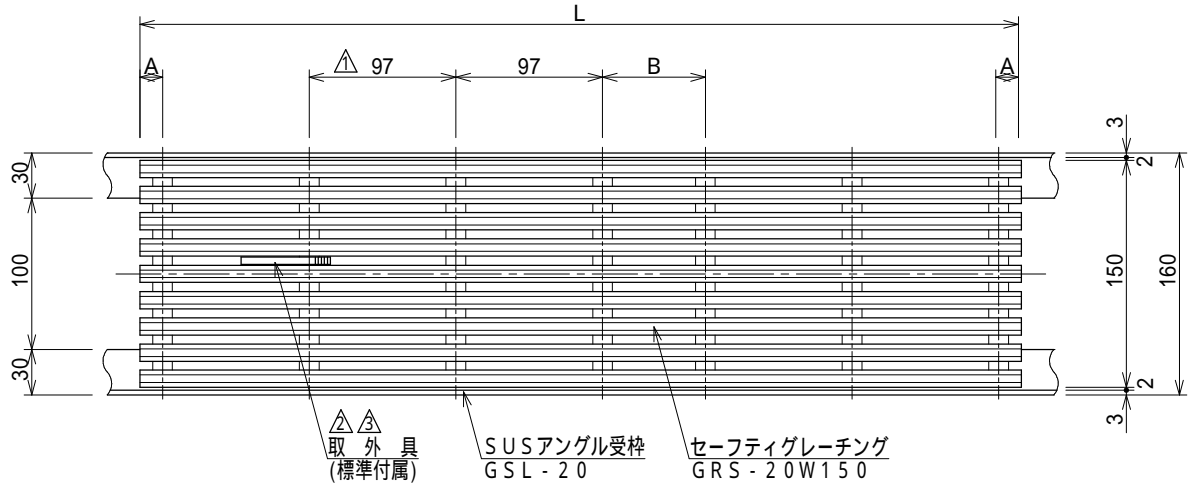 L
A
1 97
97
B
A
3
2
30
100
30
150
160
2
3
2 3
取 外 具
(標準付属)
SUSアングル受枠
GSL-20
セーフティグレーチング
GRS-20W150